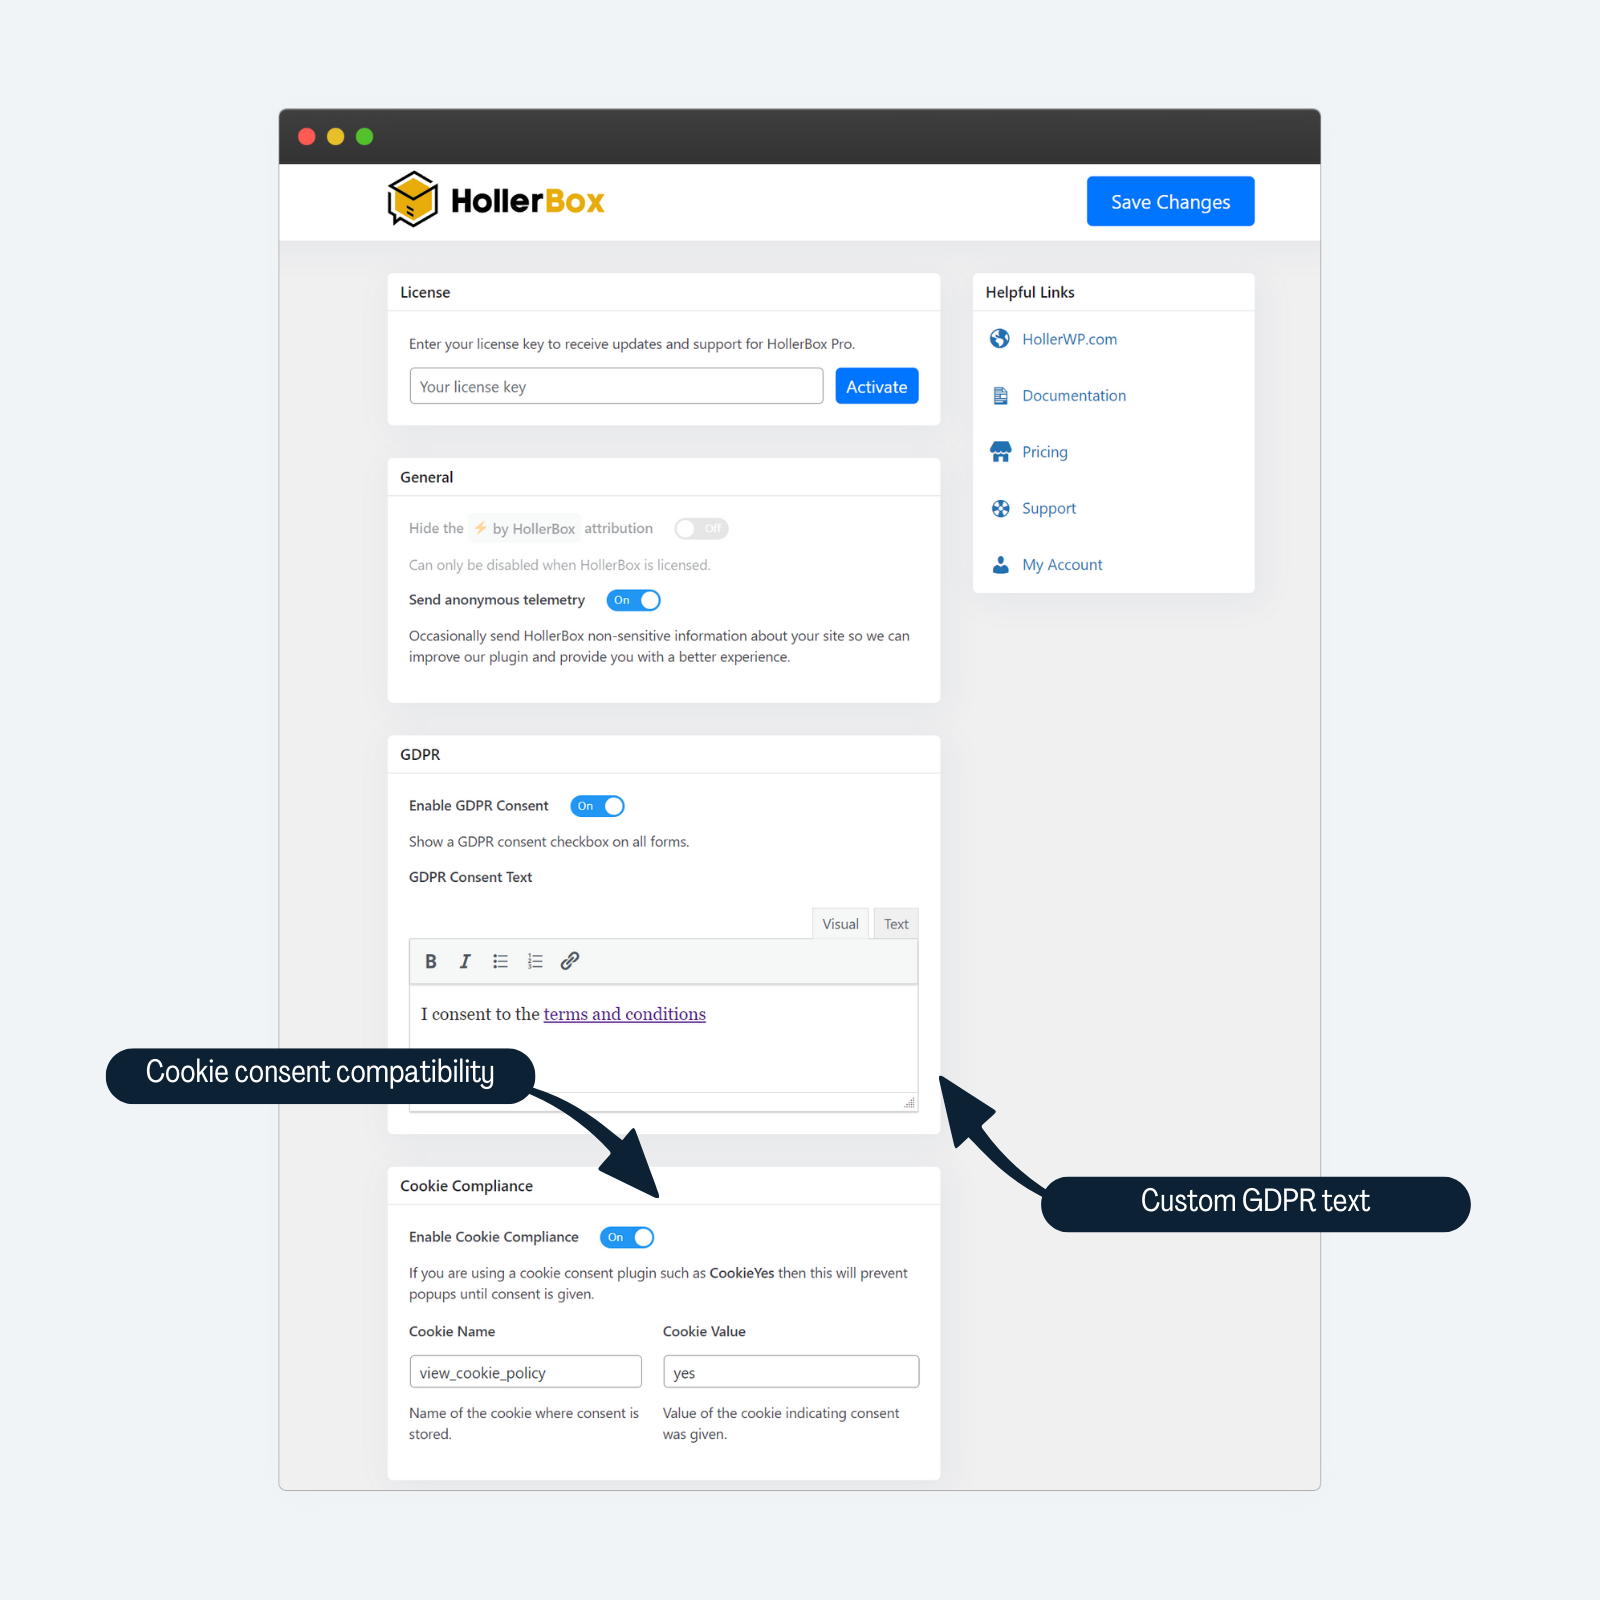 HollerBox
Save Changes
License
Enter your license key to receive updates and support for HollerBox Pro.
Your license key
Activate
General
Hide the ⚡ by HollerBox attribution
Off
Can only be disabled when HollerBox is licensed.
Send anonymous telemetry
On
Occasionally send HollerBox non-sensitive information about your site so we can
improve our plugin and provide you with a better experience.
GDPR
Enable GDPR Consent
On
Show a GDPR consent checkbox on all forms.
GDPR Consent Text
Visual
Text
B I
I consent to the terms and conditions
Cookie consent compatibility
Cookie Compliance
Enable Cookie Compliance
On
If you are using a cookie consent plugin such as CookieYes then this will prevent
popups until consent is given.
Cookie Name
view_cookie_policy
Name of the cookie where consent is
stored.
Cookie Value
yes
Value of the cookie indicating consent
was given.
Helpful Links
HollerWP.com
Documentation
Pricing
Support
My Account
Custom GDPR text